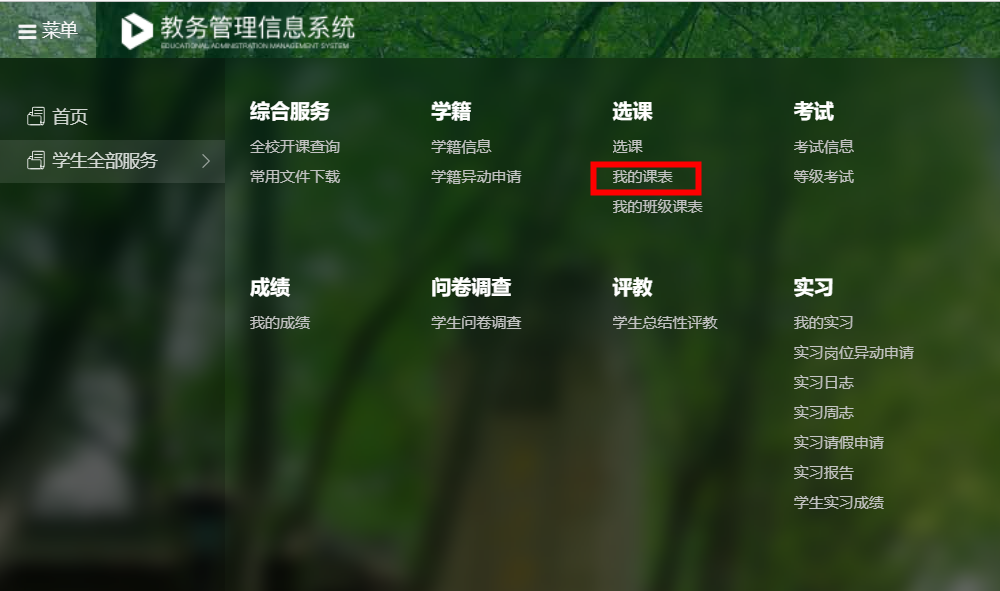 菜单
教务管理信息系统
EDUCATIONAL ADMINISTRATION MANAGEMENT SYSTEM
首页
学生全部服务
综合服务
全校开课查询
常用文件下载
学籍
学籍信息
学籍异动申请
选课
选课
我的课表
我的班级课表
考试
考试信息
等级考试
成绩
我的成绩
问卷调查
学生问卷调查
评教
学生总结性评教
实习
我的实习
实习岗位异动申请
实习日志
实习周志
实习请假申请
实习报告
学生实习成绩